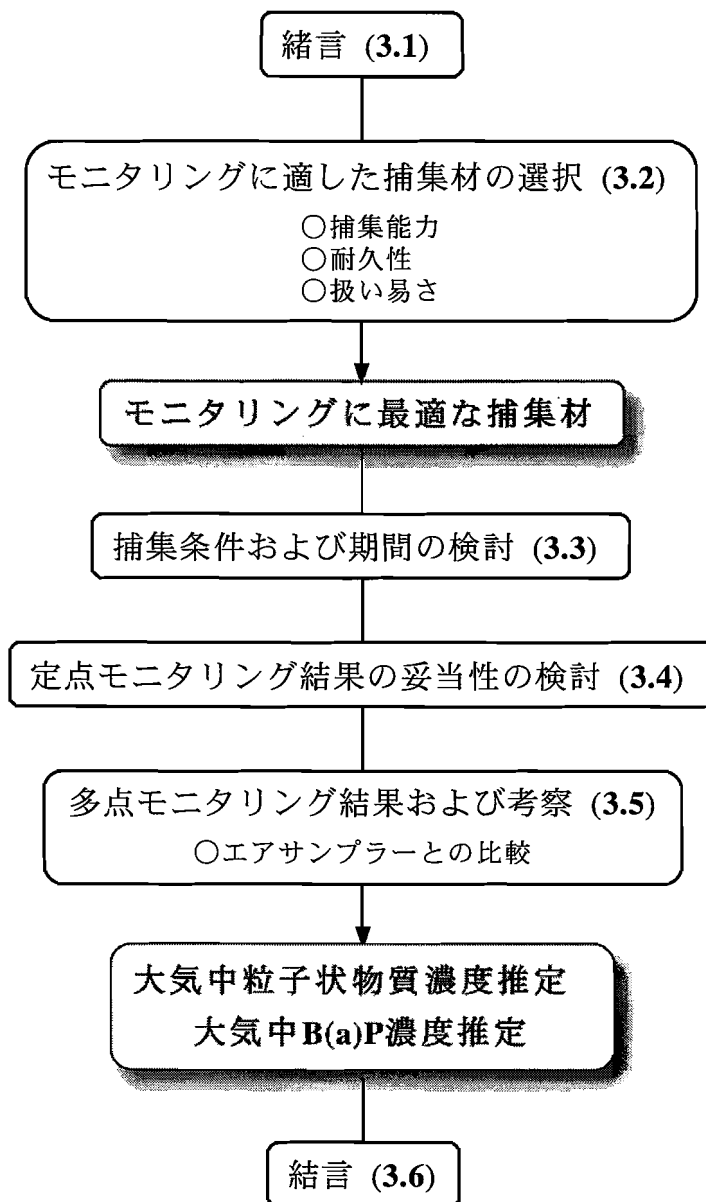 緒言 (3.1)
モニタリングに適した捕集材の選択 (3.2)
○捕集能力
○耐久性
○扱い易さ
モニタリングに最適な捕集材
捕集条件および期間の検討 (3.3)
定点モニタリング結果の妥当性の検討 (3.4)
多点モニタリング結果および考察 (3.5)
○エアサンプラーとの比較
大気中粒子状物質濃度推定
大気中B(a)P濃度推定
結言 (3.6)